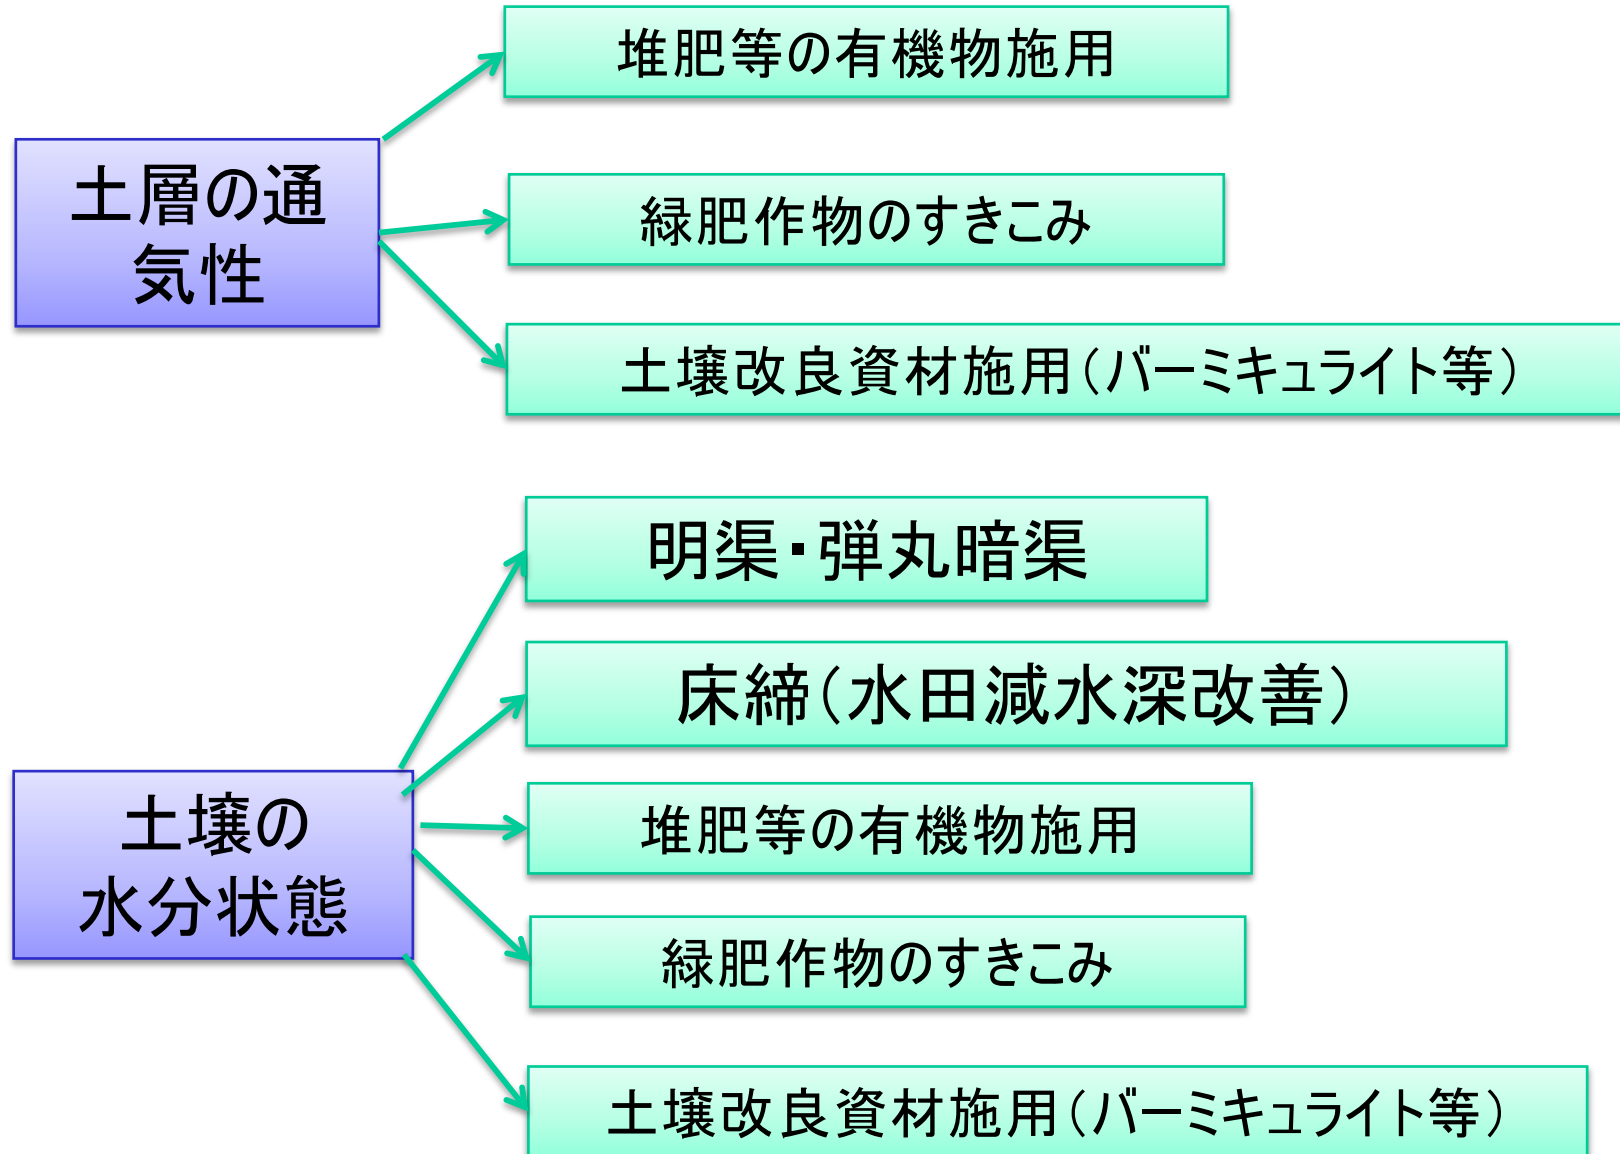 堆肥等の有機物施用
土層の通
気性
緑肥作物のすきこみ
土壌改良資材施用（バーミキュライト等）
明渠・弾丸暗渠
床締（水田減水深改善）
土壌の
水分状態
堆肥等の有機物施用
緑肥作物のすきこみ
土壌改良資材施用（バーミキュライト等）